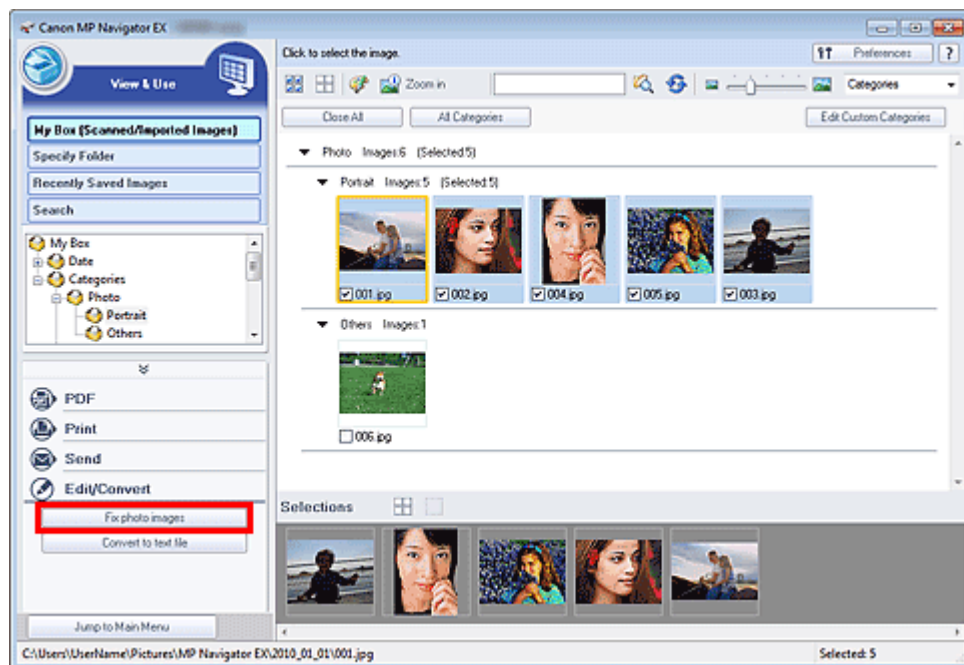 Canon MP Navigator EX
View & Use
My Box (Scanned/Imported Images)
Specify Folder
Recently Saved Images
Search
My Box
Date
Categories
Photo
Portrait
Others
PDF
Print
Send
Edit/Convert
Fix photo images
Convert to text file
Jump to Main Menu
Click to select the image.
Preferences
?
Zoom in
Categories
Close All
All Categories
Edit Custom Categories
Photo Images:6 (Selected:5)
Portrait Images:5 (Selected:5)
001.jpg
002.jpg
004.jpg
005.jpg
003.jpg
Others Images:1
006.jpg
Selections
C:\Users\UserName\Pictures\MP Navigator EX\2010_01_01\001.jpg
Selected: 5